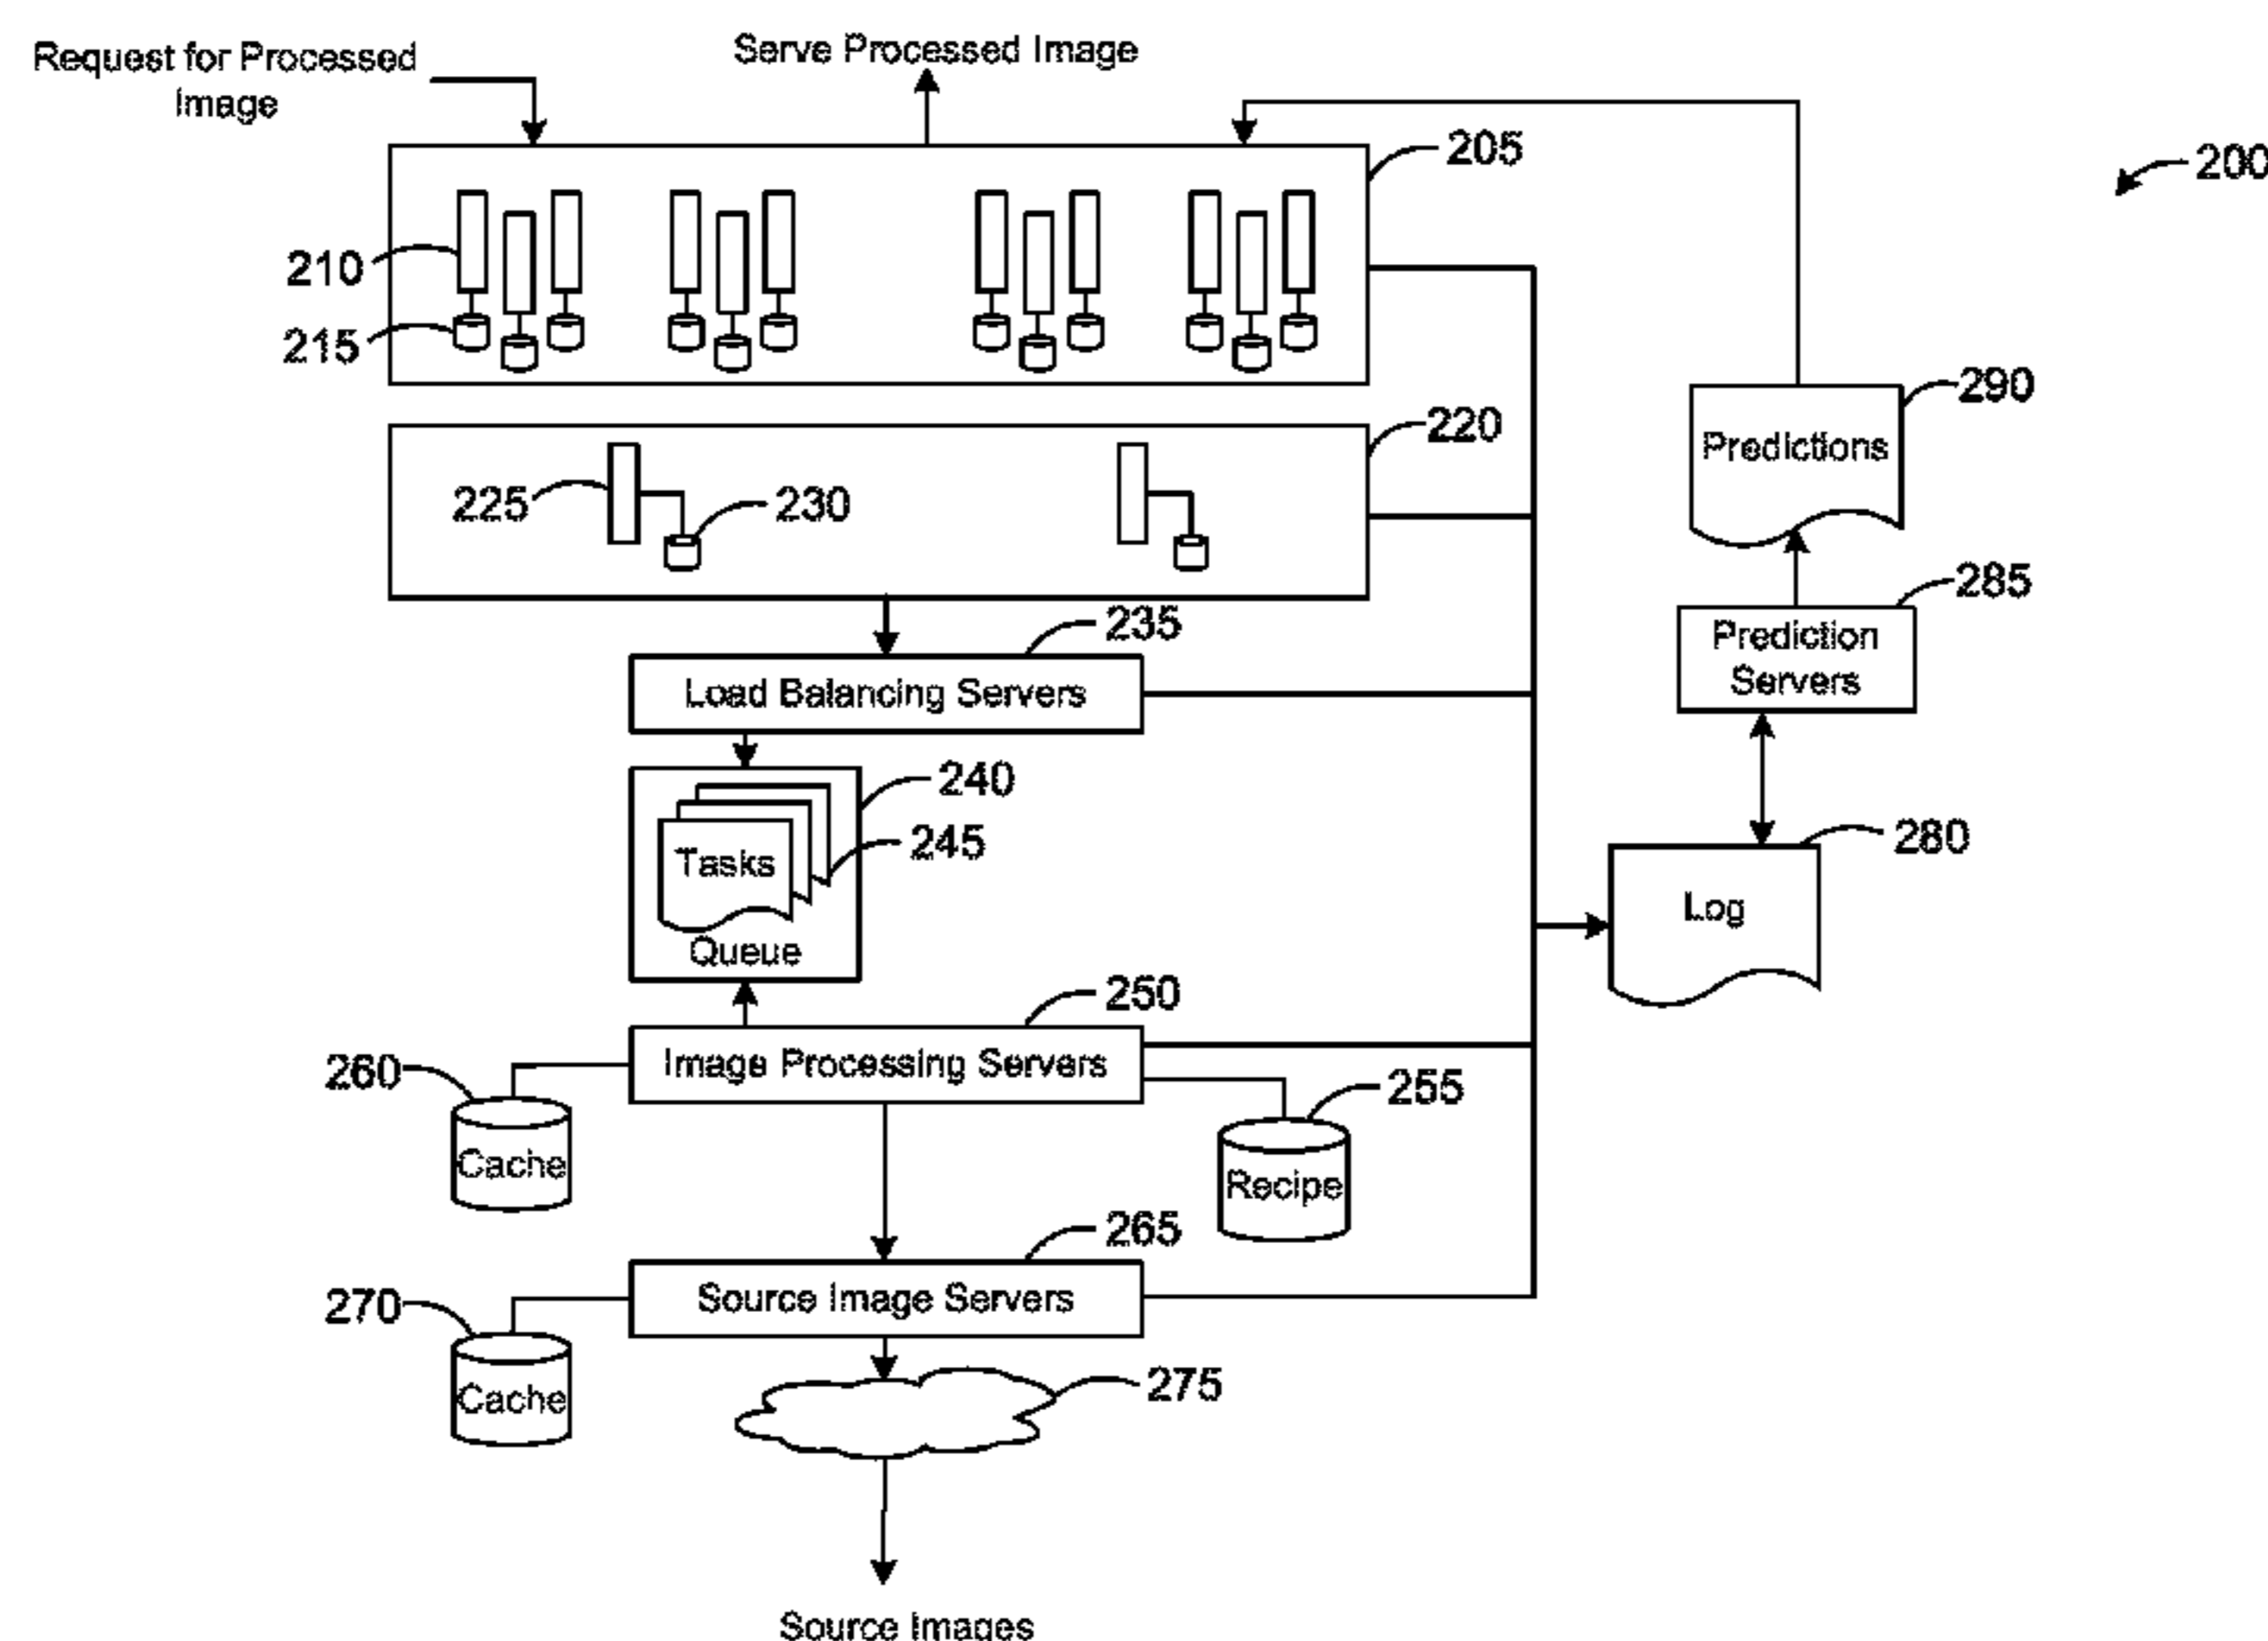 Request for Processed
Image
Serve Processed Image
205
200
210
215
220
290
Predictions
225
230
285
235
Prediction
Servers
Load Balancing Servers
240
245
280
Tasks
Log
Queue
250
Image Processing Servers
260
255
Cache
Recipe
265
270
Source Image Servers
275
Cache
Source Images